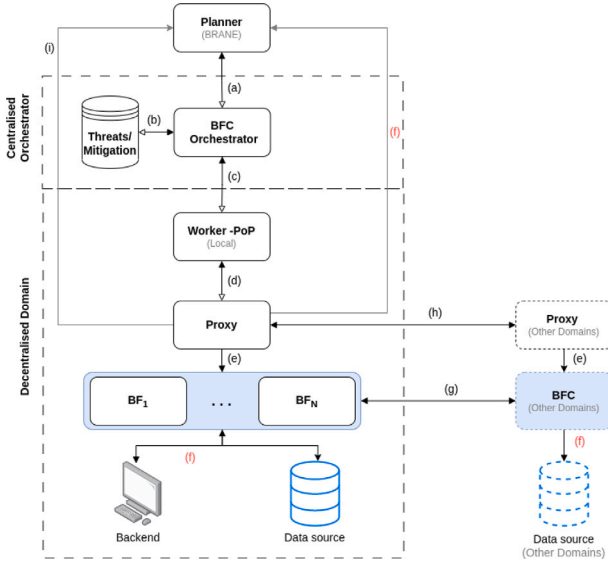 Planner
(BRANE)
(i)
(a)
Centralised
Orchestrator
Threats/
Mitigation
(b)
BFC
Orchestrator
(f)
(c)
Worker -PoP
(Local)
(d)
Decentralised Domain
Proxy
(h)
Proxy
(Other Domains)
(e)
(e)
BF1
. . .
BFN
(g)
BFC
(Other Domains)
(f)
(f)
Backend
Data source
Data source
(Other Domains)